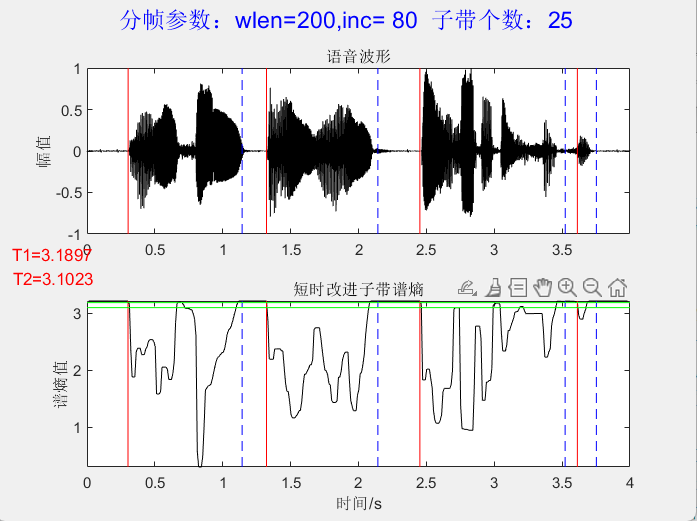 分帧参数：wlen=200,inc= 80 子带个数：25
语音波形
1
0.5
0
-0.5
-1
幅值
0 0.5 1 1.5 2 2.5 3 3.5
T1=3.1897
T2=3.1023
短时改进子带谱熵
3
2
1
谱熵值
0 0.5 1 1.5 2 2.5 3 3.5 4
时间/s